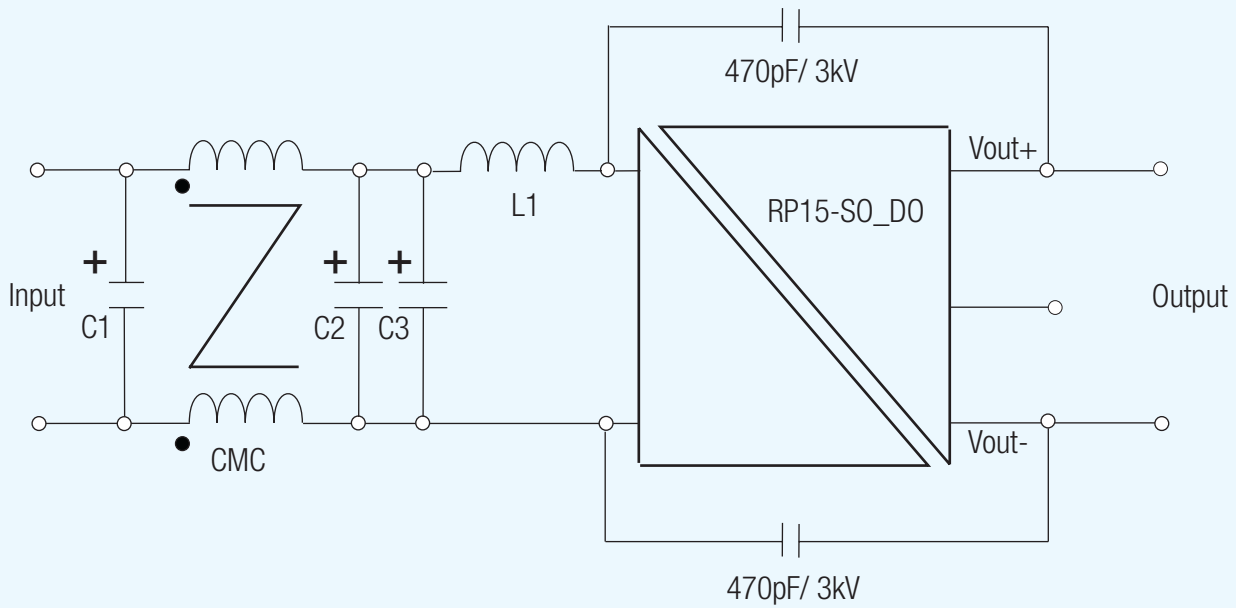 470pF/ 3kV
Vout+
L1
RP15-SO_DO
+
+
+
Input
C1
C2
C3
Output
Vout-
CMC
470pF/ 3kV